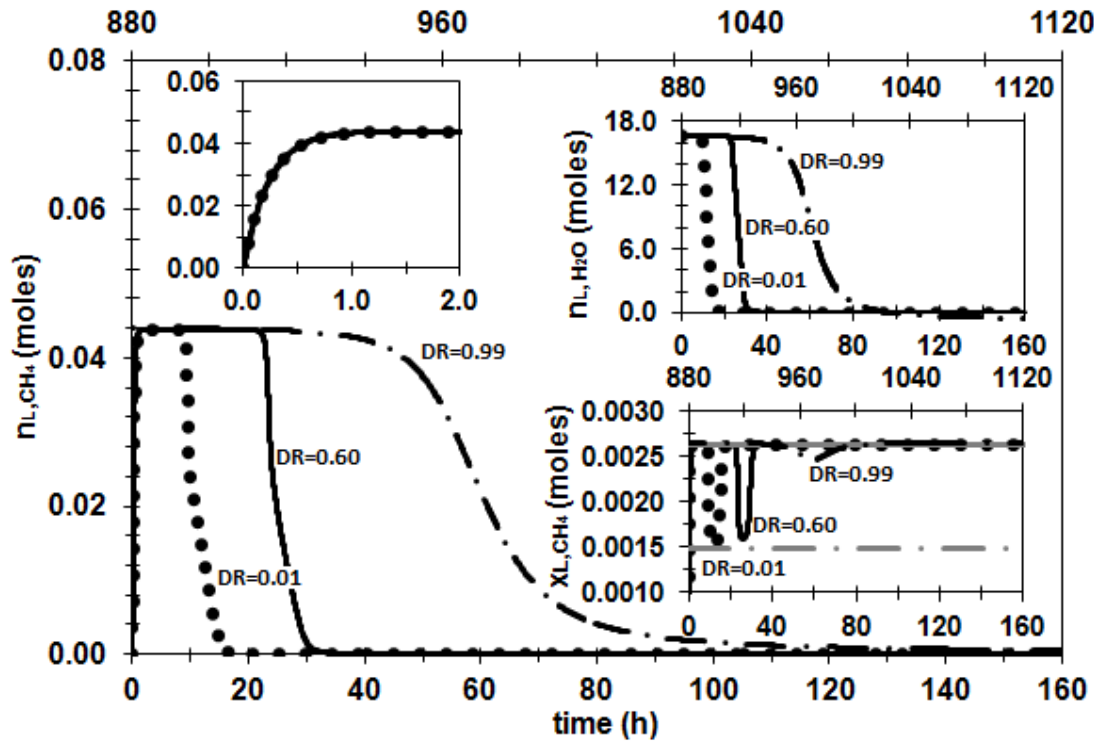 880 960 1040 1120
0.08
0.06
0.04
0.02
0.00
nL,CH4 (moles)
0 20 40 60 80 100 120 140 160
time (h)
DR=0.99
DR=0.60
DR=0.01
0.06
0.04
0.02
0.00
0.0 1.0 2.0
880 960 1040 1120
18.0
12.0
6.0
0.0
nL, H2O (moles)
DR=0.99
DR=0.60
DR=0.01
0 40 80 120 160
880 960 1040 1120
0.0030
0.0025
0.0020
0.0015
0.0010
XL,CH4 (moles)
DR=0.99
DR=0.60
DR=0.01
0 40 80 120 160